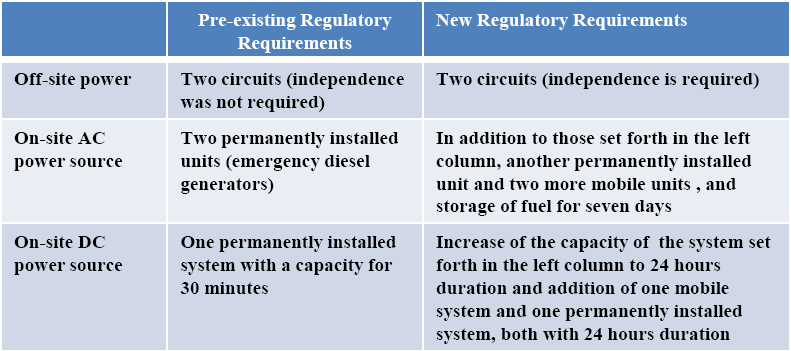 Pre-existing Regulatory
Requirements
New Regulatory Requirements
Off-site power
Two circuits (independence
was not required)
Two circuits (independence is required)
On-site AC
power source
Two permanently installed
units (emergency diesel
generators)
In addition to those set forth in the left
column, another permanently installed
unit and two more mobile units , and
storage of fuel for seven days
On-site DC
power source
One permanently installed
system with a capacity for
30 minutes
Increase of the capacity of  the system set
forth in the left column to 24 hours
duration and addition of one mobile
system and one permanently installed
system, both with 24 hours duration